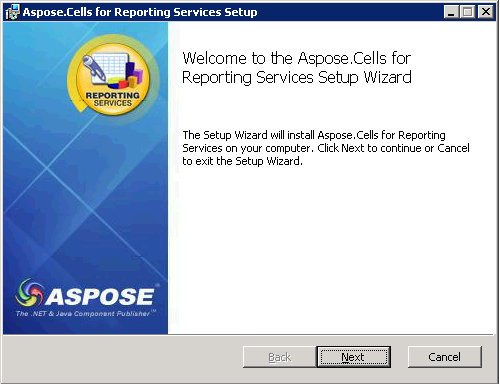 Aspose.Cells for Reporting Services Setup
REPORTING
SERVICES
Welcome to the Aspose.Cells for
Reporting Services Setup Wizard
The Setup Wizard will install Aspose.Cells for Reporting
Services on your computer. Click Next to continue or Cancel
to exit the Setup Wizard.
ASPOSE
The .NET & Java Component Publisher™
Back
Next
Cancel